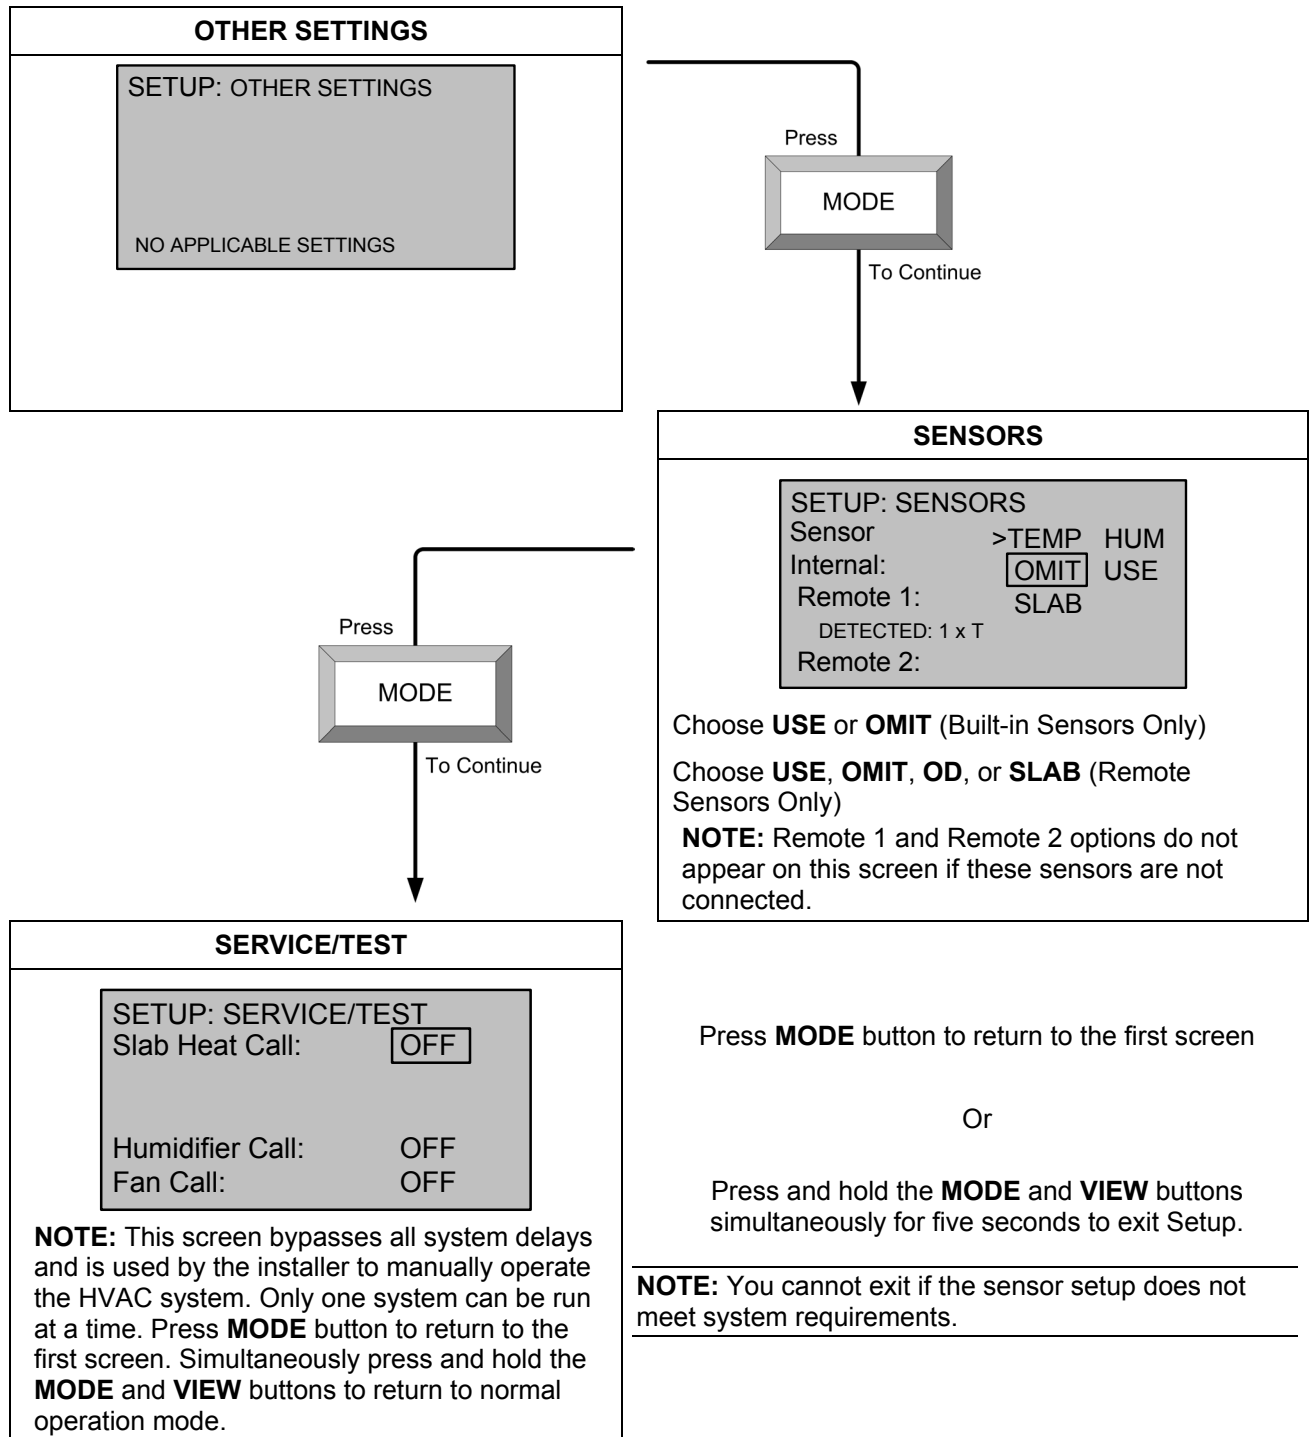 OTHER SETTINGS
SETUP: OTHER SETTINGS
NO APPLICABLE SETTINGS
Press
MODE
To Continue
SENSORS
SETUP: SENSORS
Sensor >TEMP HUM
Internal: OMIT USE
Remote 1: SLAB
DETECTED: 1 x T
Remote 2:
Choose USE or OMIT (Built-in Sensors Only)
Choose USE, OMIT, OD, or SLAB (Remote
Sensors Only)
NOTE: Remote 1 and Remote 2 options do not
appear on this screen if these sensors are not
connected.
Press
MODE
To Continue
SERVICE/TEST
SETUP: SERVICE/TEST
Slab Heat Call: OFF
Humidifier Call: OFF
Fan Call: OFF
NOTE: This screen bypasses all system delays
and is used by the installer to manually operate
the HVAC system. Only one system can be run
at a time. Press MODE button to return to the
first screen. Simultaneously press and hold the
MODE and VIEW buttons to return to normal
operation mode.
Press MODE button to return to the first screen
Or
Press and hold the MODE and VIEW buttons
simultaneously for five seconds to exit Setup.
NOTE: You cannot exit if the sensor setup does not
meet system requirements.